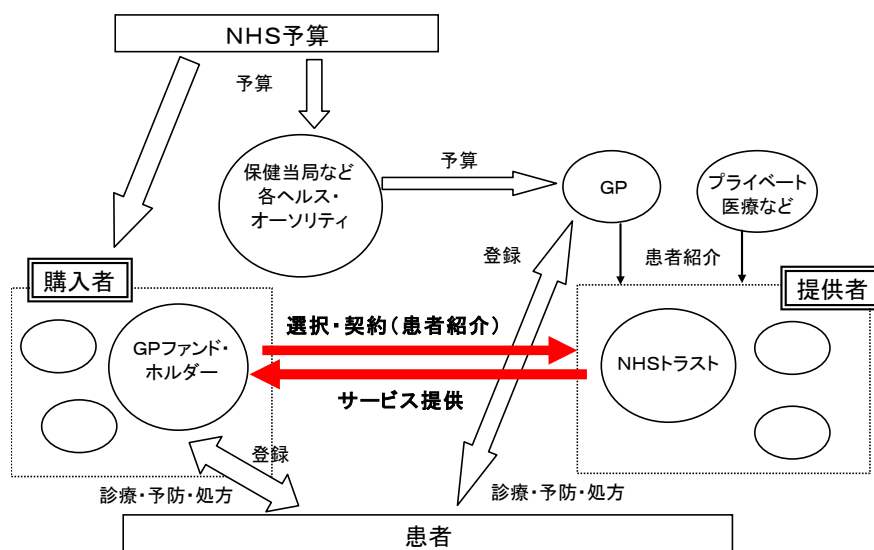 NHS予算
予算
保健当局など
各ヘルス・
オーソリティ
予算
GP
プライベート
医療など
登録
患者紹介
購入者
提供者
選択・契約(患者紹介)
GPファンド・
ホルダー
NHSトラスト
サービス提供
登録
診療・予防・処方
診療・予防・処方
患者